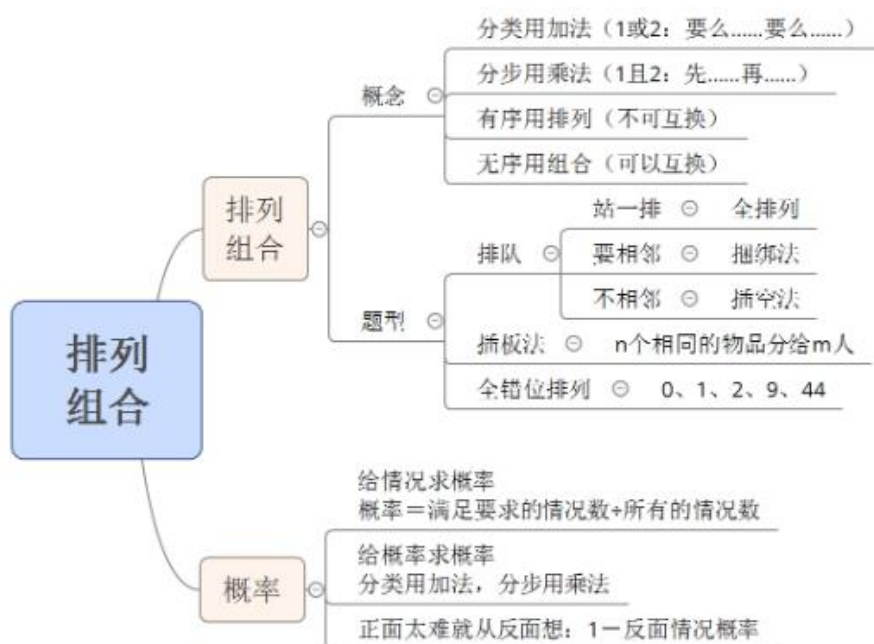 排列
组合
排列
组合
概念
分类用加法（1或2：要么……要么……）
分步用乘法（1且2：先……再……）
有序用排列（不可互换）
无序用组合（可以互换）
题型
排队
站一排
全排列
要相邻
捆绑法
不相邻
插空法
插板法
n个相同的物品分给m人
全错位排列
0、1、2、9、44
概率
给情况求概率
概率＝满足要求的情况数÷所有的情况数
给概率求概率
分类用加法，分步用乘法
正面太难就从反面想：1－反面情况概率